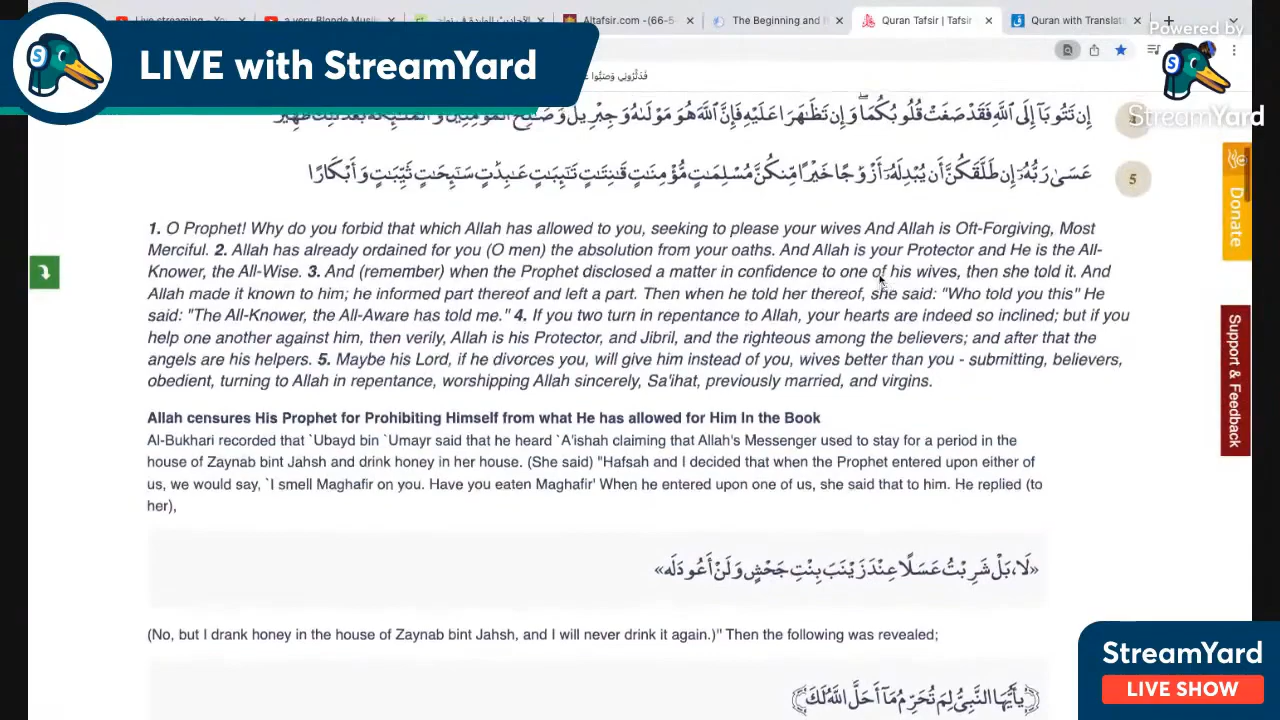 Live streaming - Yo
a very Blonde Musli
Altafsir.com -(66-5-
The Beginning and
Quran Tafsir | Tafsir
Quran with Translat
Powered by
LIVE with StreamYard
StreamYard
إِن تَتُوبَآ إِلَى ٱللَّهِ فَقَدْ صَغَتْ قُلُوبُكُمَا ۖ وَإِن تَظَـٰهَرَا عَلَيْهِ فَإِنَّ ٱللَّهَ هُوَ مَوْلَىٰهُ وَجِبْرِيلُ وَصَـٰلِحُ ٱلْمُؤْمِنِينَ ۖ وَٱلْمَلَـٰٓئِكَةُ بَعْدَ ذَٰلِكَ ظَهِيرٌ
عَسَىٰ رَبُّهُۥٓ إِن طَلَّقَكُنَّ أَن يُبْدِلَهُۥٓ أَزْوَٰجًا خَيْرًا مِّنكُنَّ مُسْلِمَـٰتٍ مُّؤْمِنَـٰتٍ قَـٰنِتَـٰتٍ تَـٰٓئِبَـٰتٍ عَـٰبِدَٰتٍ سَـٰٓئِحَـٰتٍ ثَيِّبَـٰتٍ وَأَبْكَارًا
5
Donate
1. O Prophet! Why do you forbid that which Allah has allowed to you, seeking to please your wives And Allah is Oft-Forgiving, Most
Merciful. 2. Allah has already ordained for you (O men) the absolution from your oaths. And Allah is your Protector and He is the All-
Knower, the All-Wise. 3. And (remember) when the Prophet disclosed a matter in confidence to one of his wives, then she told it. And
Allah made it known to him; he informed part thereof and left a part. Then when he told her thereof, she said: "Who told you this" He
said: "The All-Knower, the All-Aware has told me." 4. If you two turn in repentance to Allah, your hearts are indeed so inclined; but if you
help one another against him, then verily, Allah is his Protector, and Jibril, and the righteous among the believers; and after that the
angels are his helpers. 5. Maybe his Lord, if he divorces you, will give him instead of you, wives better than you - submitting, believers,
obedient, turning to Allah in repentance, worshipping Allah sincerely, Sa'ihat, previously married, and virgins.
Support & Feedback
Allah censures His Prophet for Prohibiting Himself from what He has allowed for Him In the Book
Al-Bukhari recorded that `Ubayd bin `Umayr said that he heard `A'ishah claiming that Allah's Messenger used to stay for a period in the
house of Zaynab bint Jahsh and drink honey in her house. (She said) "Hafsah and I decided that when the Prophet entered upon either of
us, we would say, `I smell Maghafir on you. Have you eaten Maghafir' When he entered upon one of us, she said that to him. He replied (to
her),
«لَا، بَلْ شَرِبْتُ عَسَلًا عِنْدَ زَيْنَبَ بِنْتِ جَحْشٍ وَلَنْ أَعُودَ لَه»
(No, but I drank honey in the house of Zaynab bint Jahsh, and I will never drink it again.)" Then the following was revealed;
﴿يأَيُّهَا النَّبِىُّ لِمَ تُحَرِّمُ مَآ أَحَلَّ اللَّهُ لَكَ﴾
StreamYard
LIVE SHOW